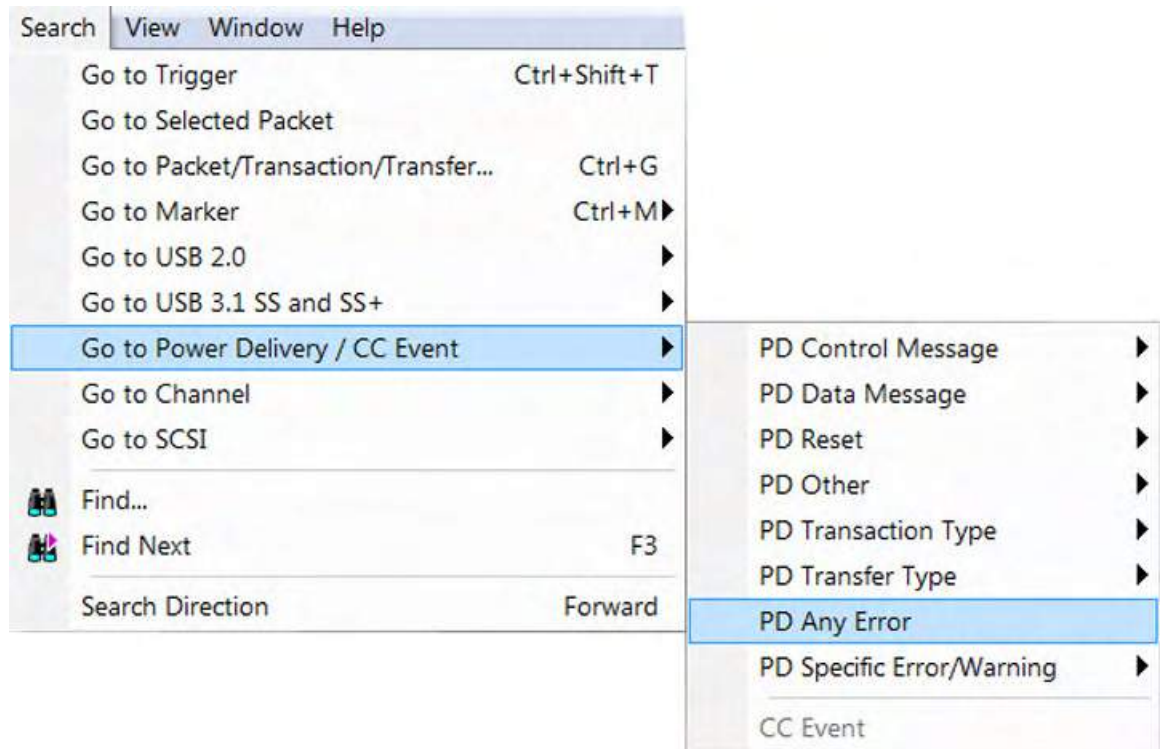 Search View Window Help
Go to Trigger Ctrl+Shift+T
Go to Selected Packet
Go to Packet/Transaction/Transfer... Ctrl+G
Go to Marker Ctrl+M
Go to USB 2.0
Go to USB 3.1 SS and SS+
Go to Power Delivery / CC Event
Go to Channel
Go to SCSI
Find...
Find Next F3
Search Direction Forward
PD Control Message
PD Data Message
PD Reset
PD Other
PD Transaction Type
PD Transfer Type
PD Any Error
PD Specific Error/Warning
CC Event